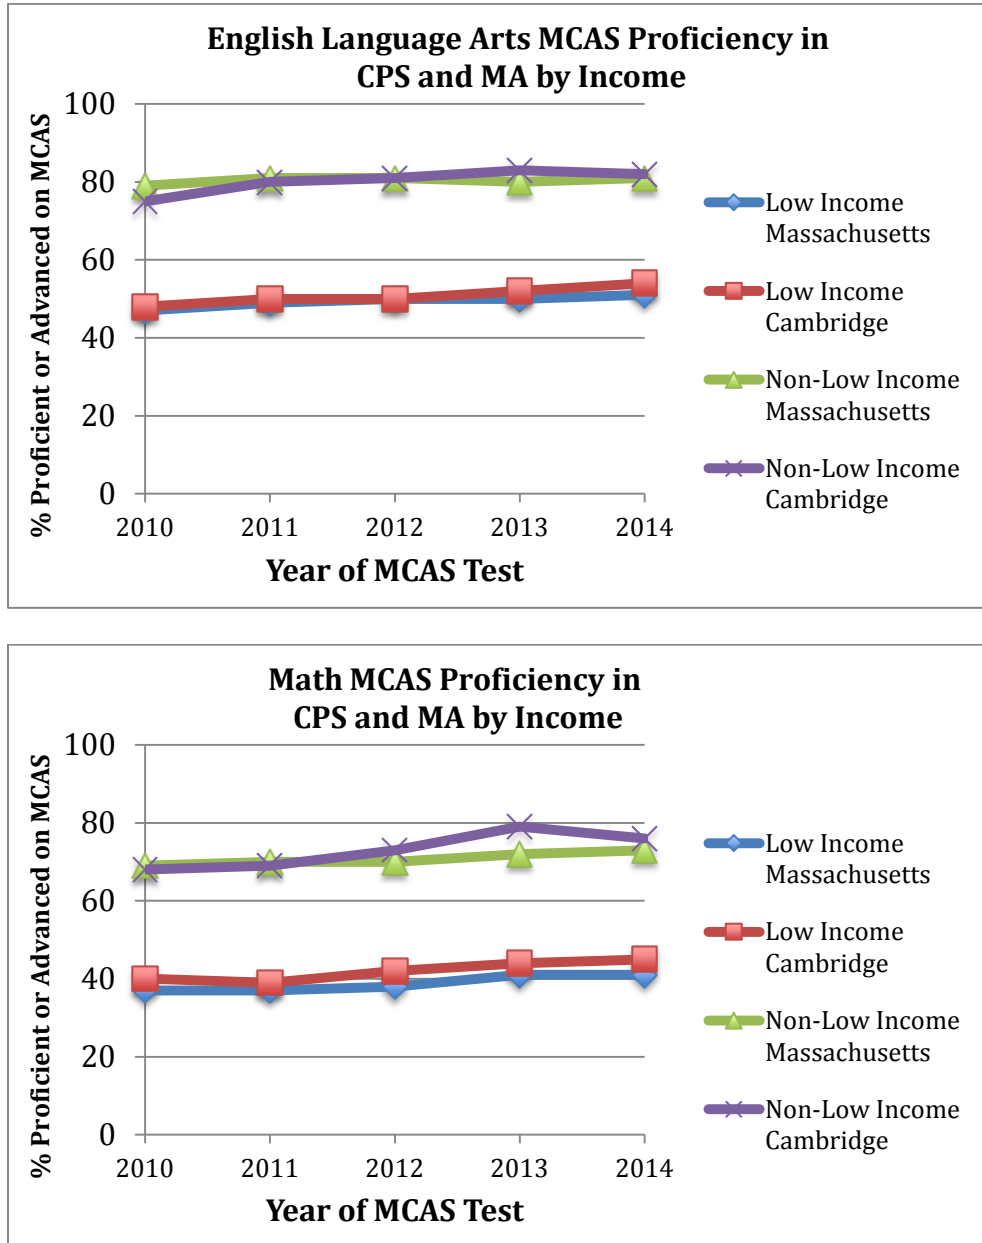 English Language Arts MCAS Proficiency in
CPS and MA by Income
% Proficient or Advanced on MCAS
100
80
60
40
20
0
2010 2011 2012 2013 2014
Year of MCAS Test
Low Income
Massachusetts
Low Income
Cambridge
Non-Low Income
Massachusetts
Non-Low Income
Cambridge
Math MCAS Proficiency in
CPS and MA by Income
% Proficient or Advanced on MCAS
100
80
60
40
20
0
2010 2011 2012 2013 2014
Year of MCAS Test
Low Income
Massachusetts
Low Income
Cambridge
Non-Low Income
Massachusetts
Non-Low Income
Cambridge